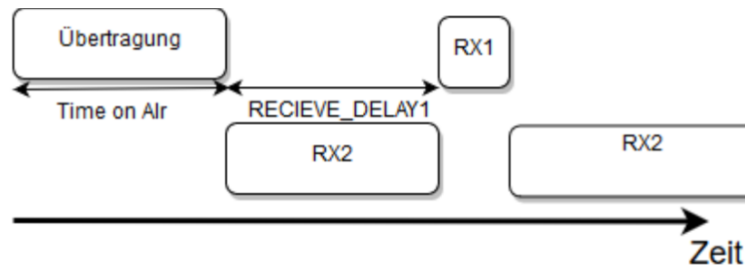 Übertragung
RX1
Time on AIr
RECIEVE_DELAY1
RX2
RX2
Zeit